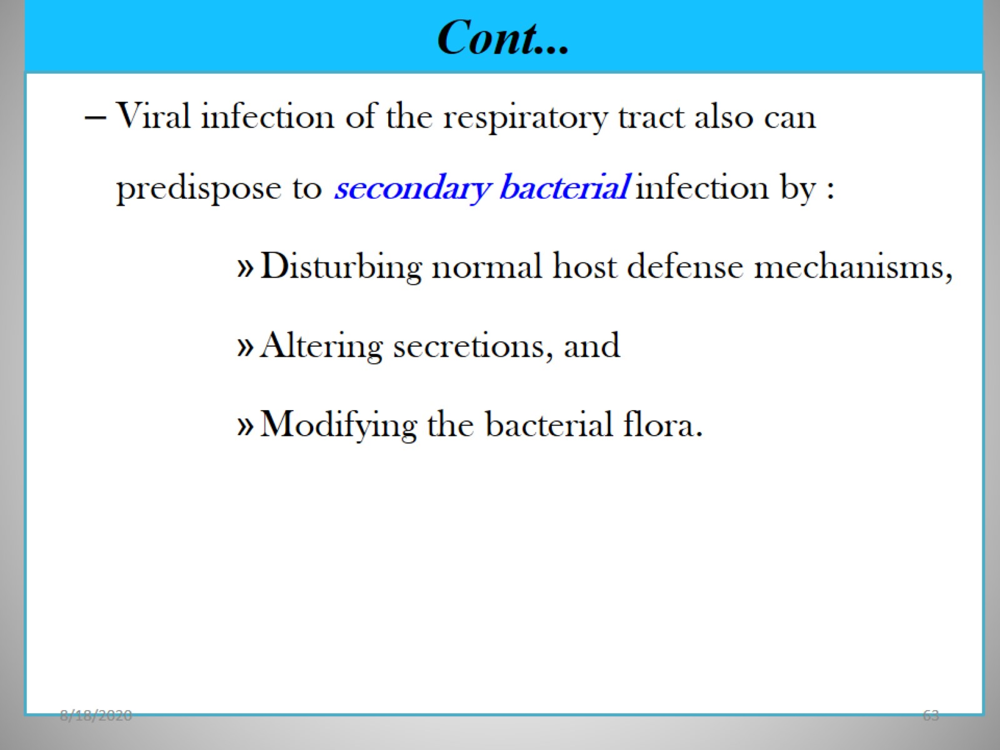 Cont...
– Viral infection of the respiratory tract also can
predispose to secondary bacterial infection by :
» Disturbing normal host defense mechanisms,
» Altering secretions, and
» Modifying the bacterial flora.
8/18/2020
63